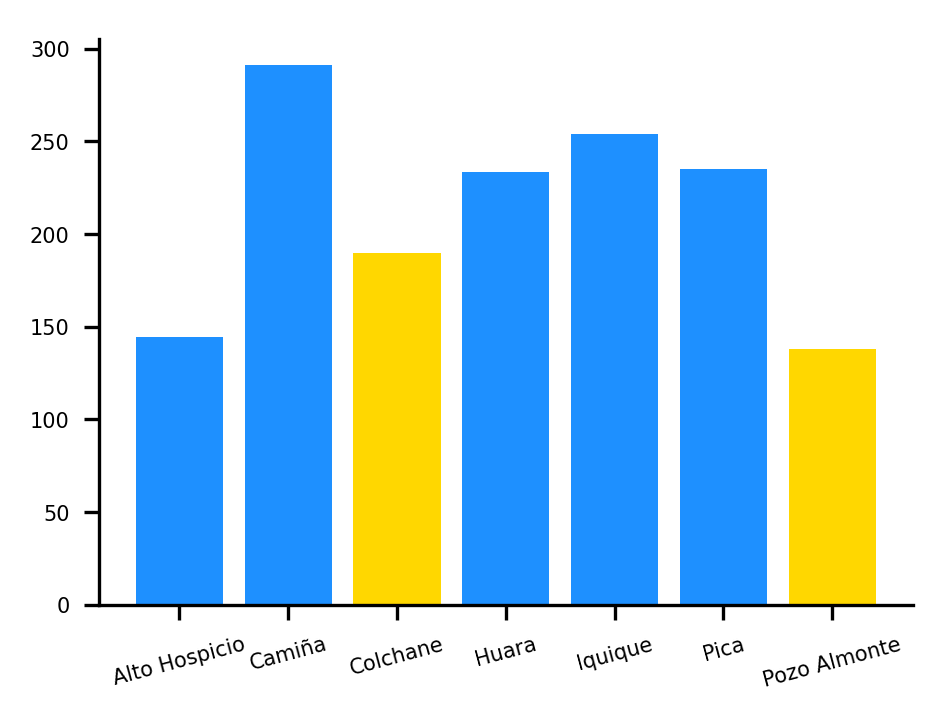 300
250
200
150
100
50
0
Alto Hospicio
Camiña
Colchane
Huara
Iquique
Pica
Pozo Almonte